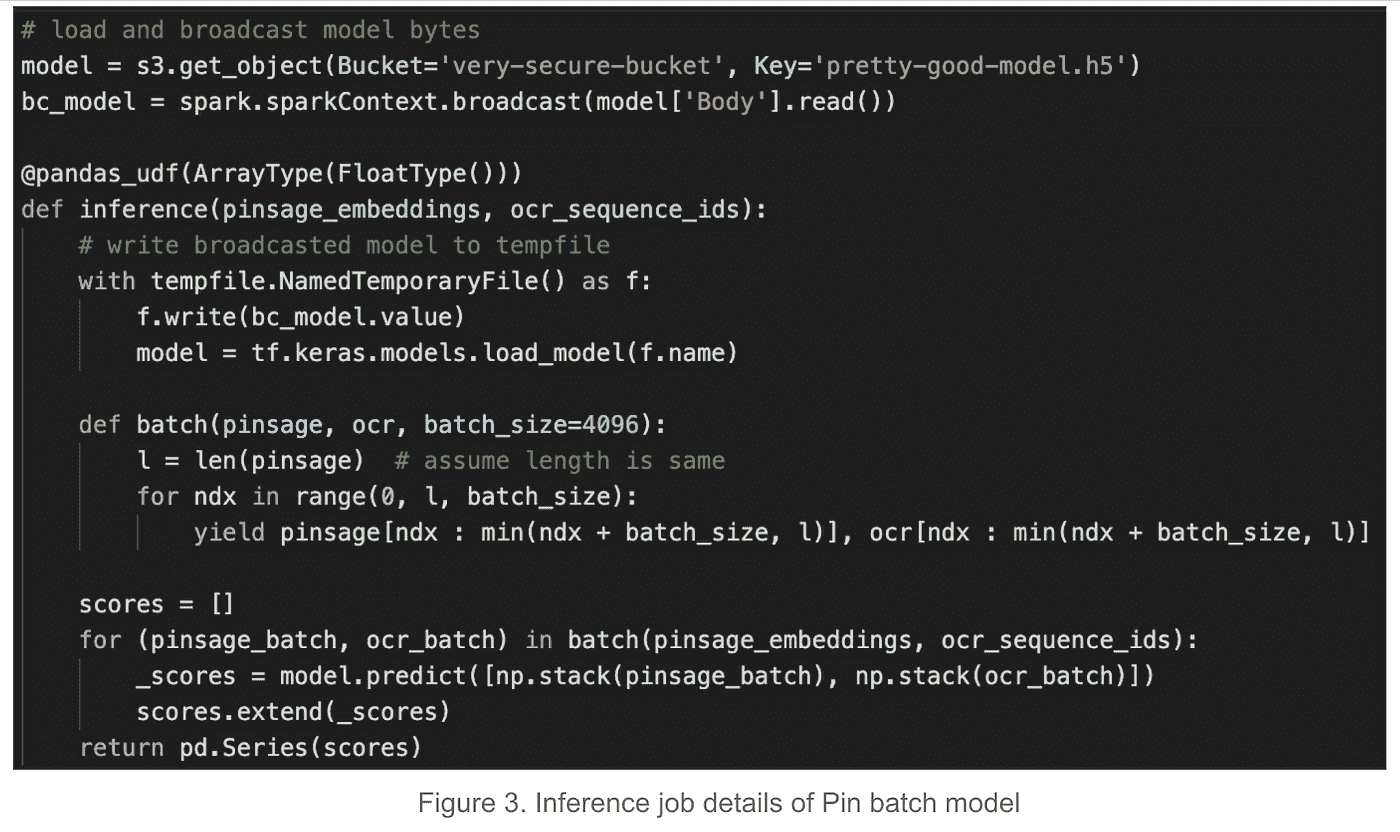 # load and broadcast model bytes
model = s3.get_object(Bucket='very-secure-bucket', Key='pretty-good-model.h5')
bc_model = spark.sparkContext.broadcast(model['Body'].read())

@pandas_udf(ArrayType(FloatType()))
def inference(pinsage_embeddings, ocr_sequence_ids):
    # write broadcasted model to tempfile
    with tempfile.NamedTemporaryFile() as f:
        f.write(bc_model.value)
        model = tf.keras.models.load_model(f.name)

    def batch(pinsage, ocr, batch_size=4096):
        l = len(pinsage)  # assume length is same
        for ndx in range(0, l, batch_size):
            yield pinsage[ndx : min(ndx + batch_size, l)], ocr[ndx : min(ndx + batch_size, l)]

    scores = []
    for (pinsage_batch, ocr_batch) in batch(pinsage_embeddings, ocr_sequence_ids):
        _scores = model.predict([np.stack(pinsage_batch), np.stack(ocr_batch)])
        scores.extend(_scores)
    return pd.Series(scores)
Figure 3. Inference job details of Pin batch model